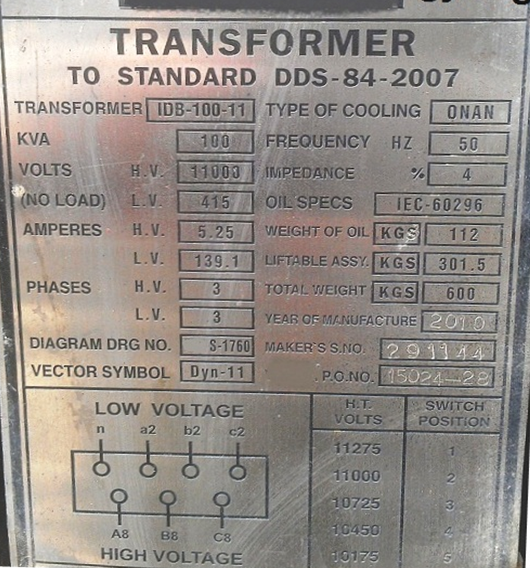 TRANSFORMER
TO STANDARD DDS-84-2007
TRANSFORMER IDB-100-11 TYPE OF COOLING ONAN
KVA 100 FREQUENCY HZ 50
VOLTS H.V. 11000 IMPEDANCE % 4
(NO LOAD) L.V. 415 OIL SPECS IEC-60296
AMPERES H.V. 5.25 WEIGHT OF OIL KGS 112
L.V. 139.1 LIFTABLE ASSY. KGS 301.5
PHASES H.V. 3 TOTAL WEIGHT KGS 600
L.V. 3 YEAR OF MANUFACTURE 2010
DIAGRAM DRG NO. S-1760 MAKER'S S.NO. 291144
VECTOR SYMBOL Dyn-11 P.O.NO. 15024-28
LOW VOLTAGE
n a2 b2 c2
A8 B8 C8
HIGH VOLTAGE
H.T. VOLTS SWITCH POSITION
11275 1
11000 2
10725 3
10450 4
10175 5